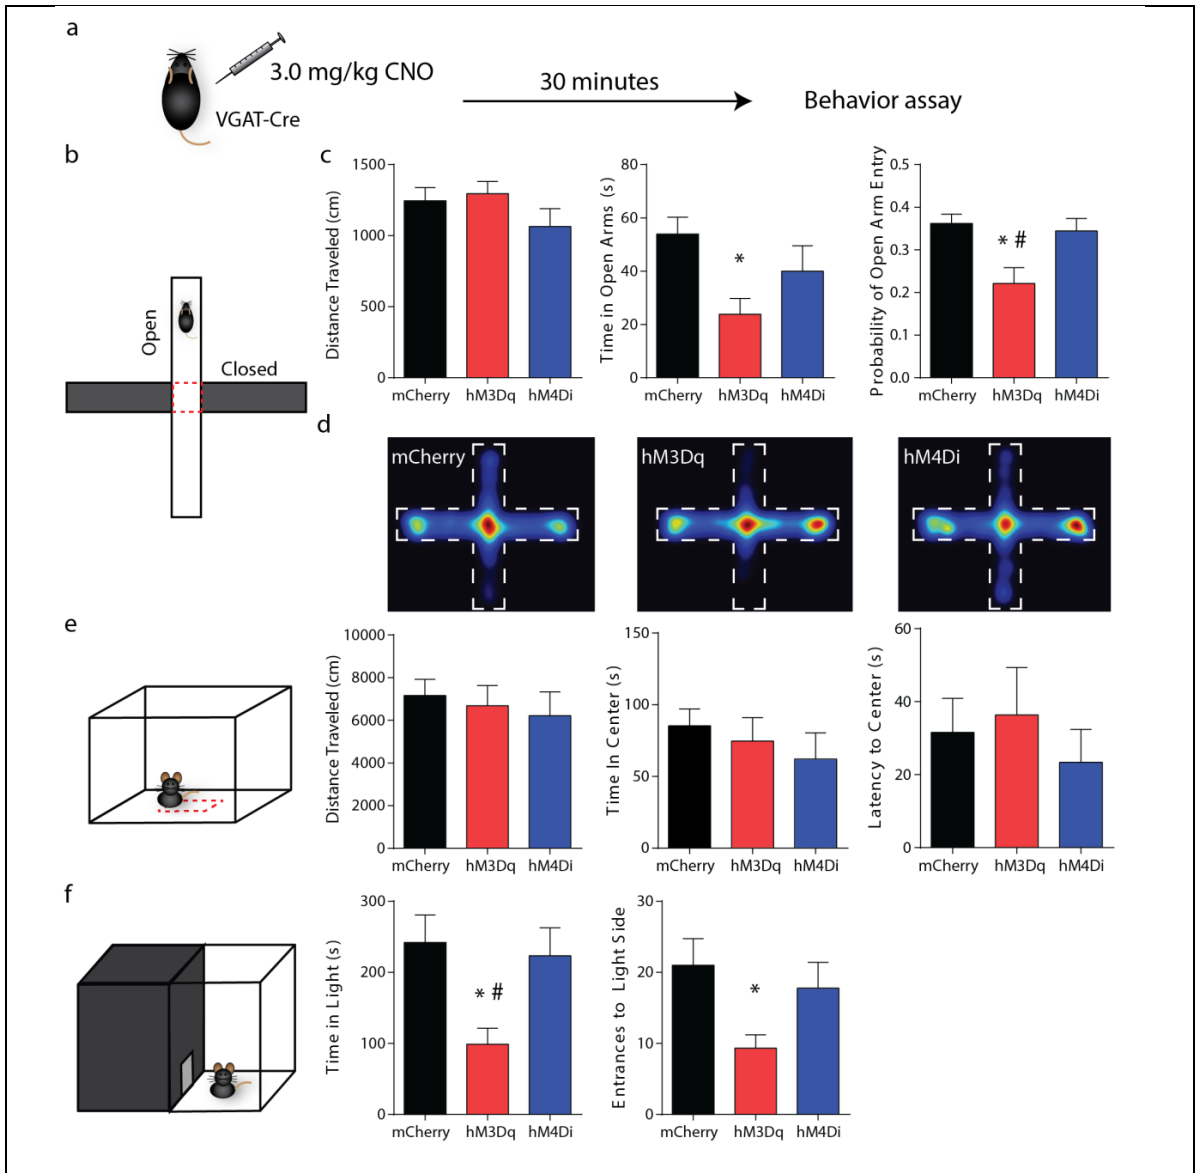 a
3.0 mg/kg CNO
VGAT-Cre
30 minutes
Behavior assay
b
Open
Closed
c
Distance Traveled (cm)
1500
1000
500
0
mCherry hM3Dq hM4Di
Time in Open Arms (s)
80
60
40
20
0
*
mCherry hM3Dq hM4Di
Probability of Open Arm Entry
0.5
0.4
0.3
0.2
0.1
0.0
* #
mCherry hM3Dq hM4Di
d
mCherry
hM3Dq
hM4Di
e
Distance Traveled (cm)
10000
8000
6000
4000
2000
0
mCherry hM3Dq hM4Di
Time in Center (s)
150
100
50
0
mCherry hM3Dq hM4Di
Latency to Center (s)
60
40
20
0
mCherry hM3Dq hM4Di
f
Time in Light (s)
300
200
100
0
* #
mCherry hM3Dq hM4Di
Entrances to Light Side
30
20
10
0
*
mCherry hM3Dq hM4Di